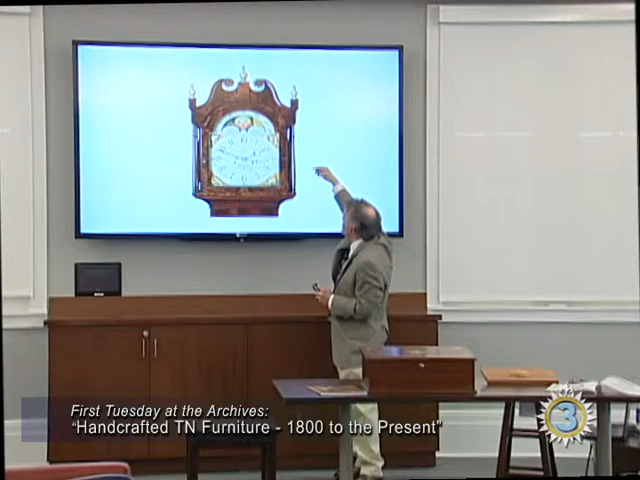 First Tuesday at the Archives:
"Handcrafted TN Furniture - 1800 to the Present"
3